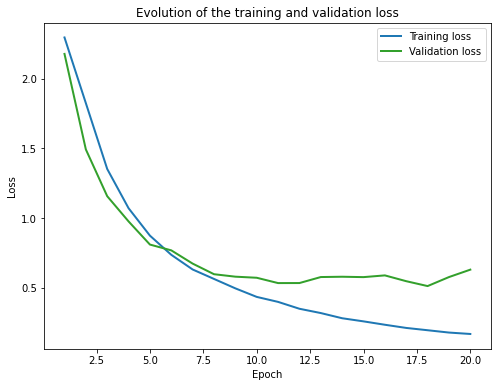 Evolution of the training and validation loss
Training loss
Validation loss
Loss
2.0
1.5
1.0
0.5
2.5
5.0
7.5
10.0
12.5
15.0
17.5
20.0
Epoch